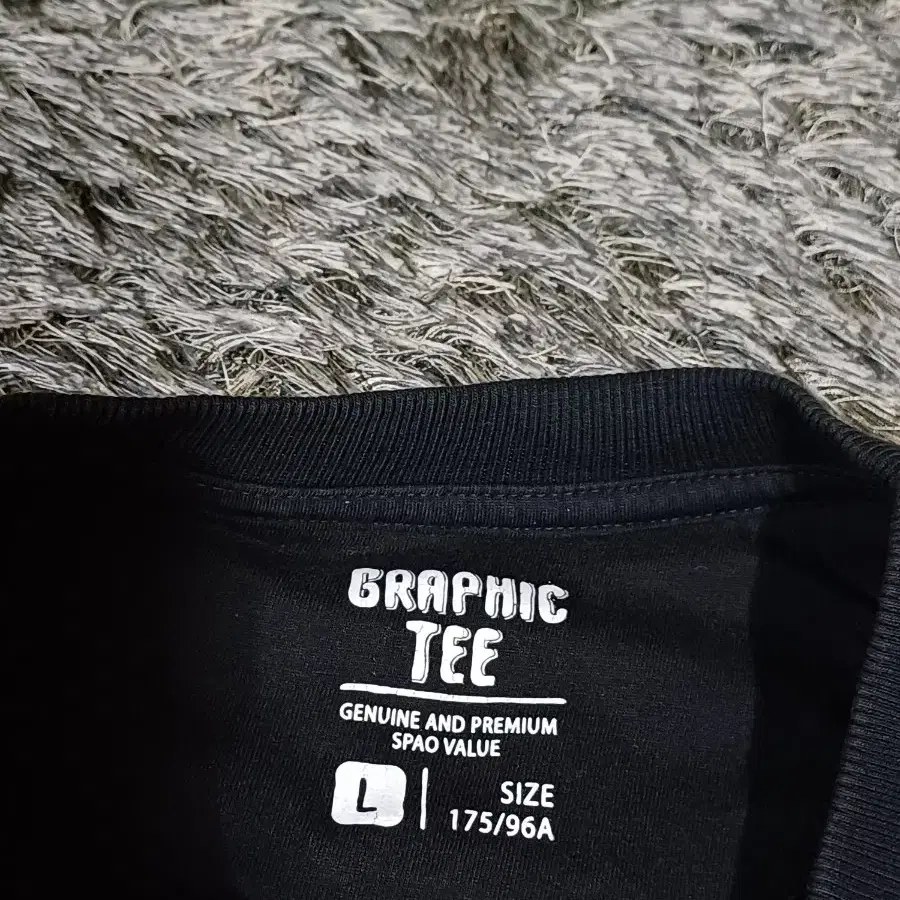 GRAPHIC
TEE
GENUINE AND PREMIUM
SPAO VALUE
L
SIZE
175/96A